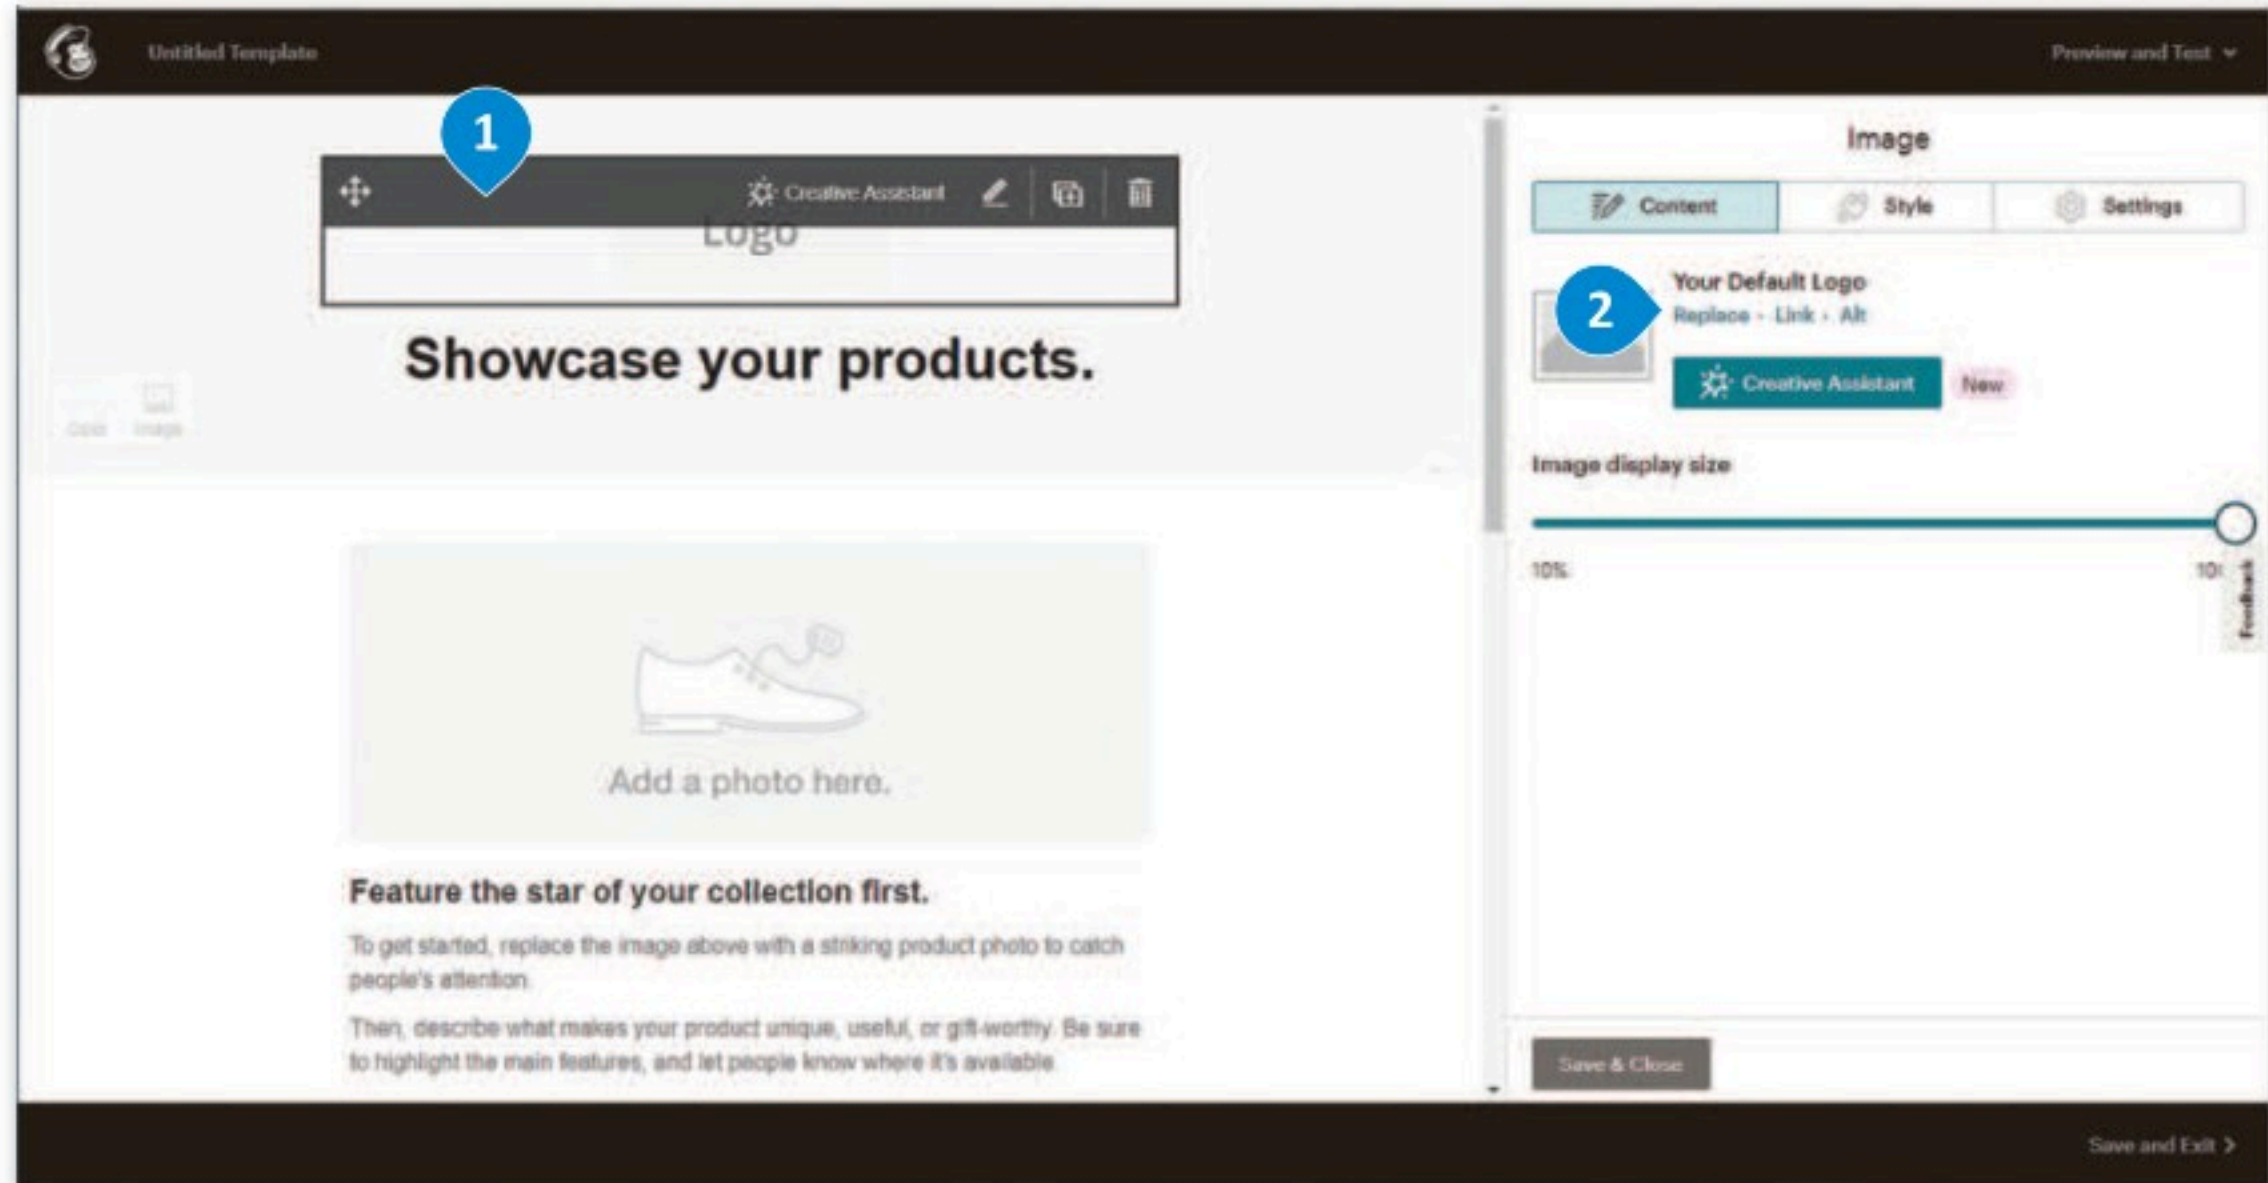 Untitled Template
Preview and Test
1
Creative Assistant
Logo
Showcase your products.
Image
Add a photo here.
Feature the star of your collection first.
To get started, replace the image above with a striking product photo to catch
people's attention.
Then, describe what makes your product unique, useful, or gift-worthy. Be sure
to highlight the main features, and let people know where it's available.
Image
Content
Style
Settings
2
Your Default Logo
Replace · Link · Alt
Creative Assistant
New
Image display size
10%
Feedback
Save & Close
Save and Exit >